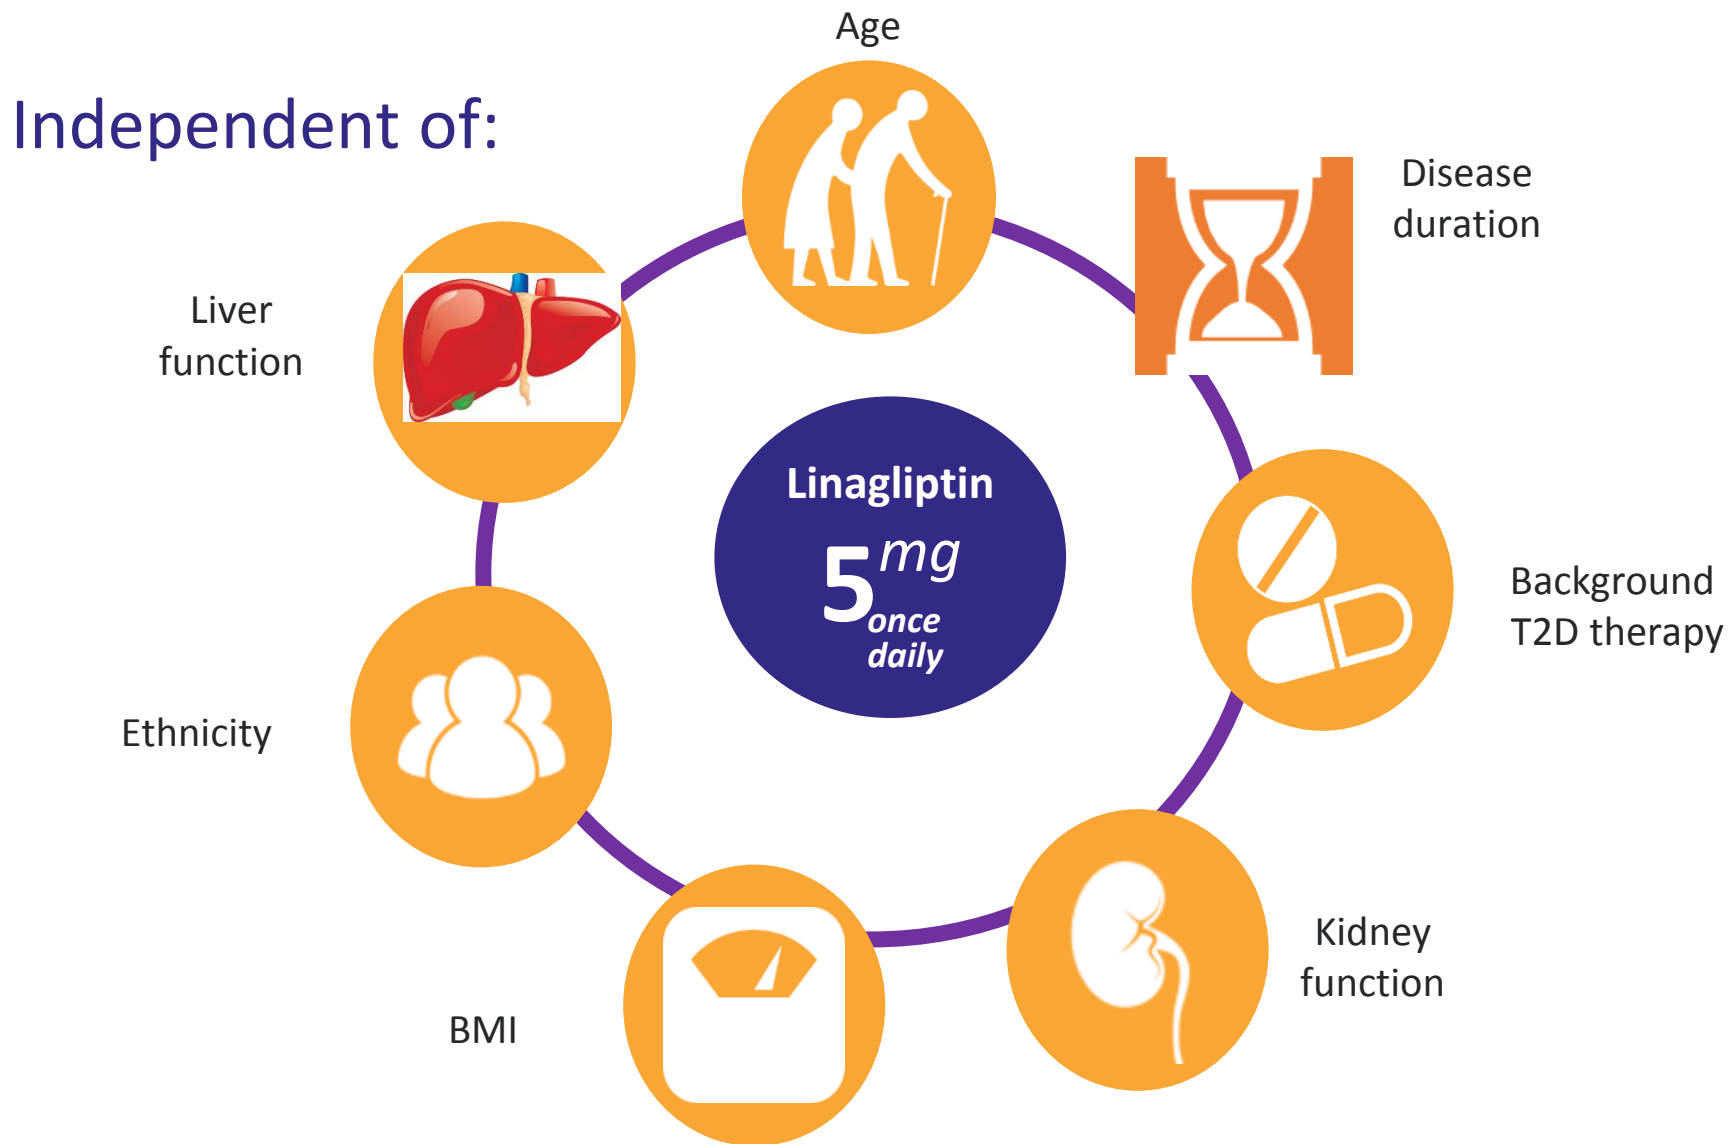 Independent of:
Age
Disease
duration
Background
T2D therapy
Kidney
function
BMI
Ethnicity
Liver
function
Linagliptin
5 mg
once
daily